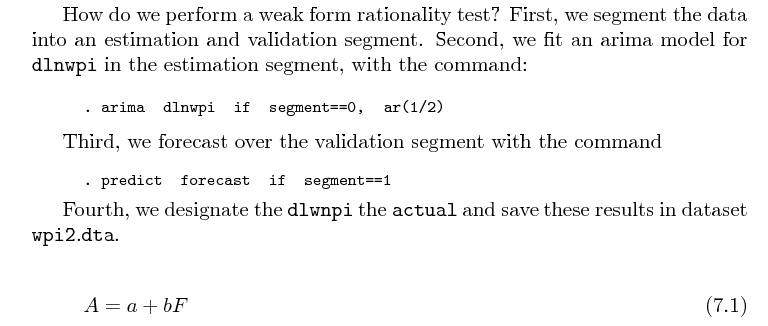 How do we perform a weak form rationality test? First, we segment the data
into an estimation and validation segment. Second, we fit an arima model for
dlnwpi in the estimation segment, with the command:
. arima dlnwpi if segment==0, ar(1/2)
Third, we forecast over the validation segment with the command
. predict forecast if segment==1
Fourth, we designate the dlwnpi the actual and save these results in dataset
wpi2.dta.
A = a + bF (7.1)